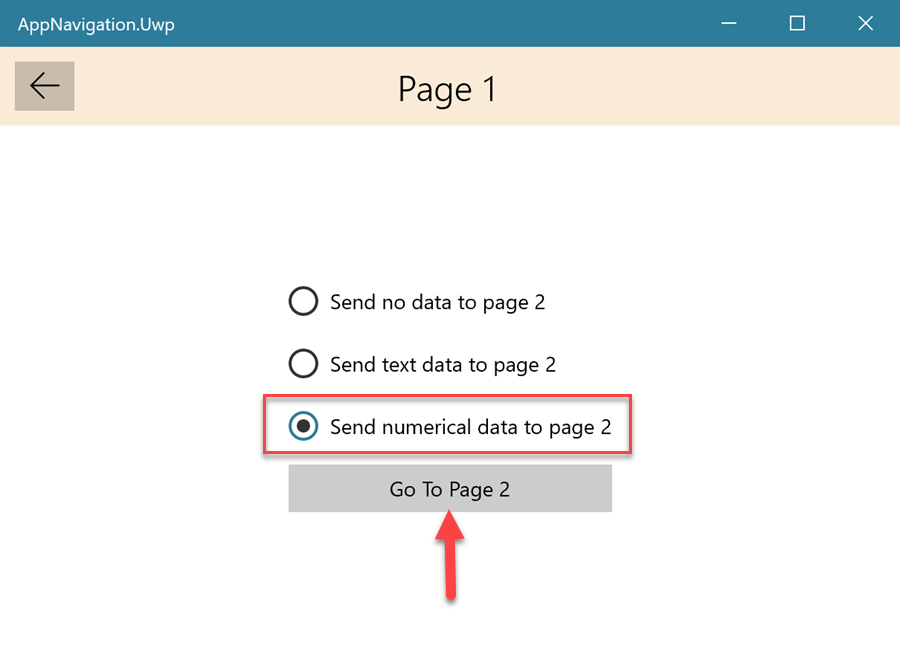 AppNavigation.Uwp
Page 1
Send no data to page 2
Send text data to page 2
Send numerical data to page 2
Go To Page 2